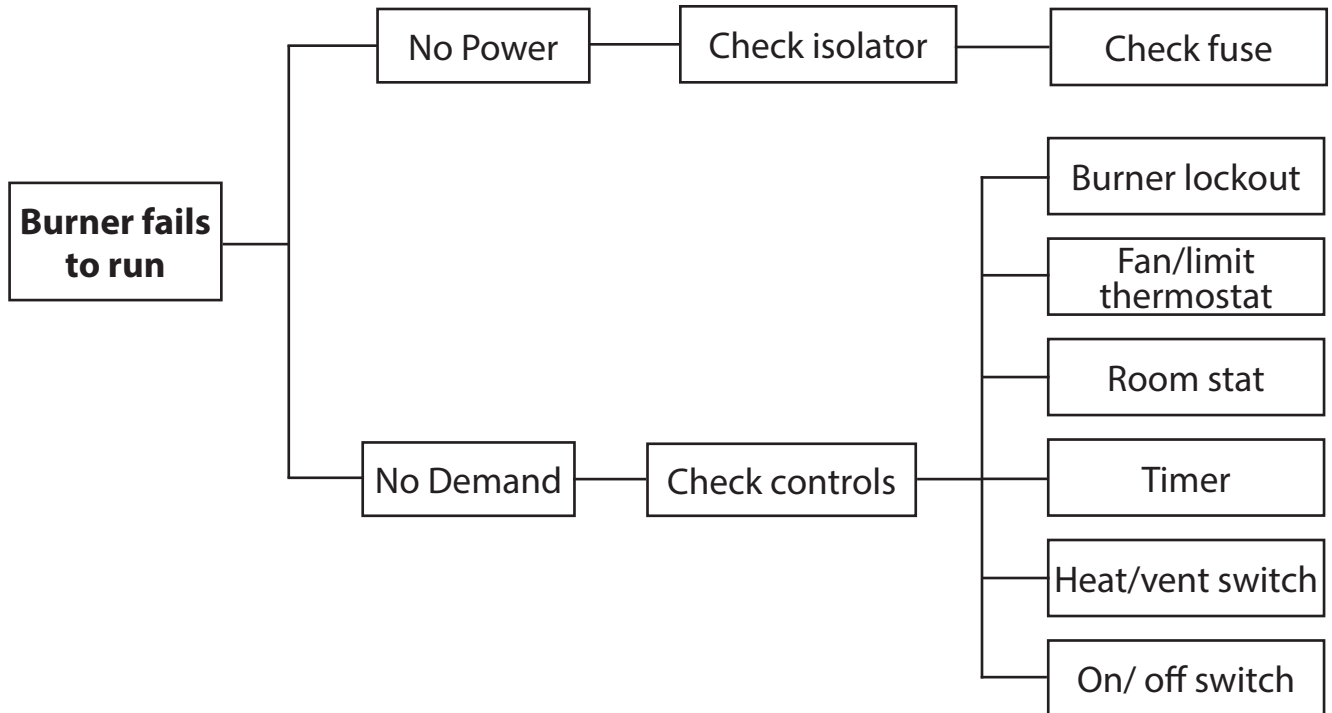 No Power
Check isolator
Check fuse
Burner fails
to run
Burner lockout
Fan/limit
thermostat
Room stat
No Demand
Check controls
Timer
Heat/vent switch
On/ off switch